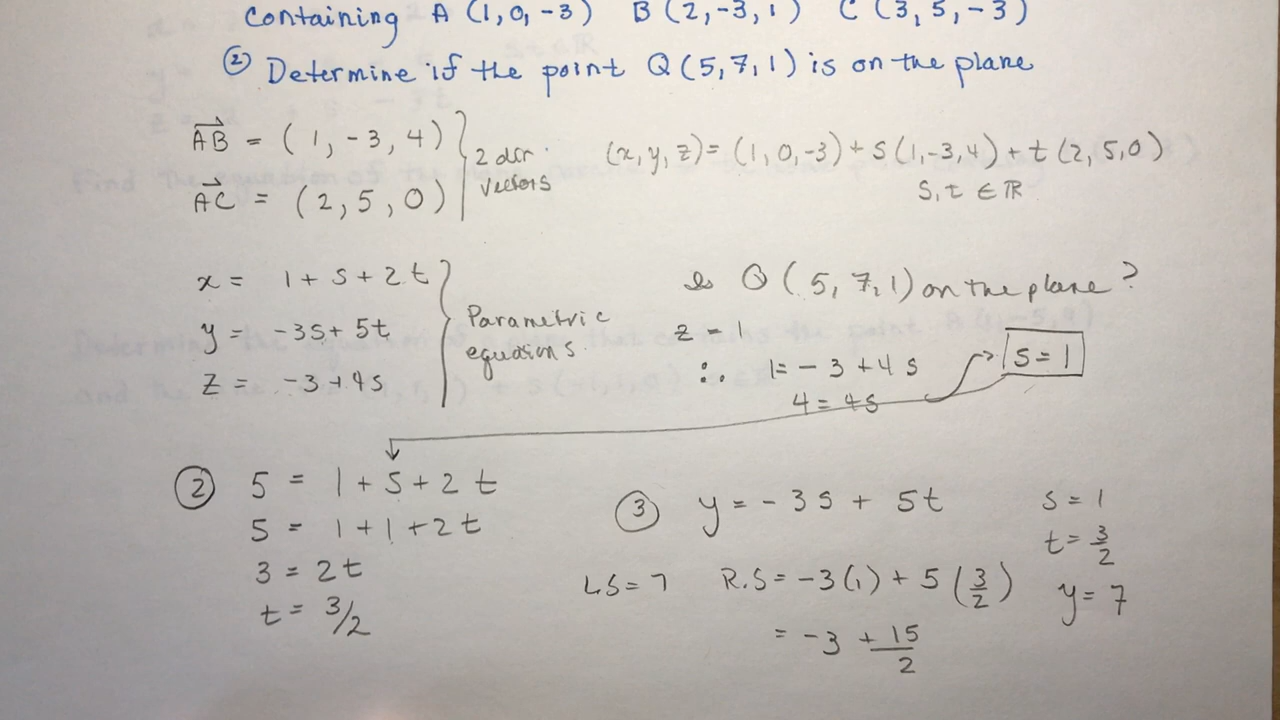 containing A (1, 0, -3) B (2, -3, 1) C (3, 5, -3)
② Determine if the point Q (5, 7, 1) is on the plane
AB = (1, -3, 4)
AC = (2, 5, 0)
2 dir vectors
(x, y, z) = (1, 0, -3) + s (1, -3, 4) + t (2, 5, 0)
s, t ∈ ℝ
x = 1 + s + 2t
y = -3s + 5t
z = -3 + 4s
Parametric
equations
Is Q (5, 7, 1) on the plane?
z = 1
∴ 1 = -3 + 4s
4 = 4s
s = 1
② 5 = 1 + s + 2t
5 = 1 + 1 + 2t
3 = 2t
t = 3/2
③ y = -3s + 5t
s = 1
t = 3/2
y = 7
L.S = 7 R.S = -3(1) + 5 (3/2)
= -3 + 15/2